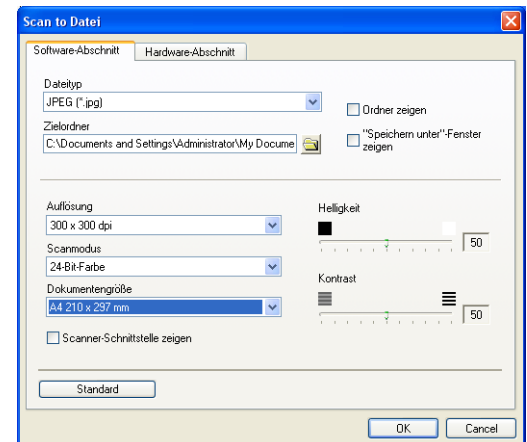 Scan to Datei
Software-Abschnitt
Hardware-Abschnitt
Dateityp
JPEG (*.jpg)
Ordner zeigen
Zielordner
C:\Documents and Settings\Administrator\My Docume
"Speichern unter"-Fenster
zeigen
Auflösung
300 x 300 dpi
Helligkeit
50
Scanmodus
24-Bit-Farbe
Dokumentengröße
A4 210 x 297 mm
Kontrast
50
Scanner-Schnittstelle zeigen
Standard
OK
Cancel